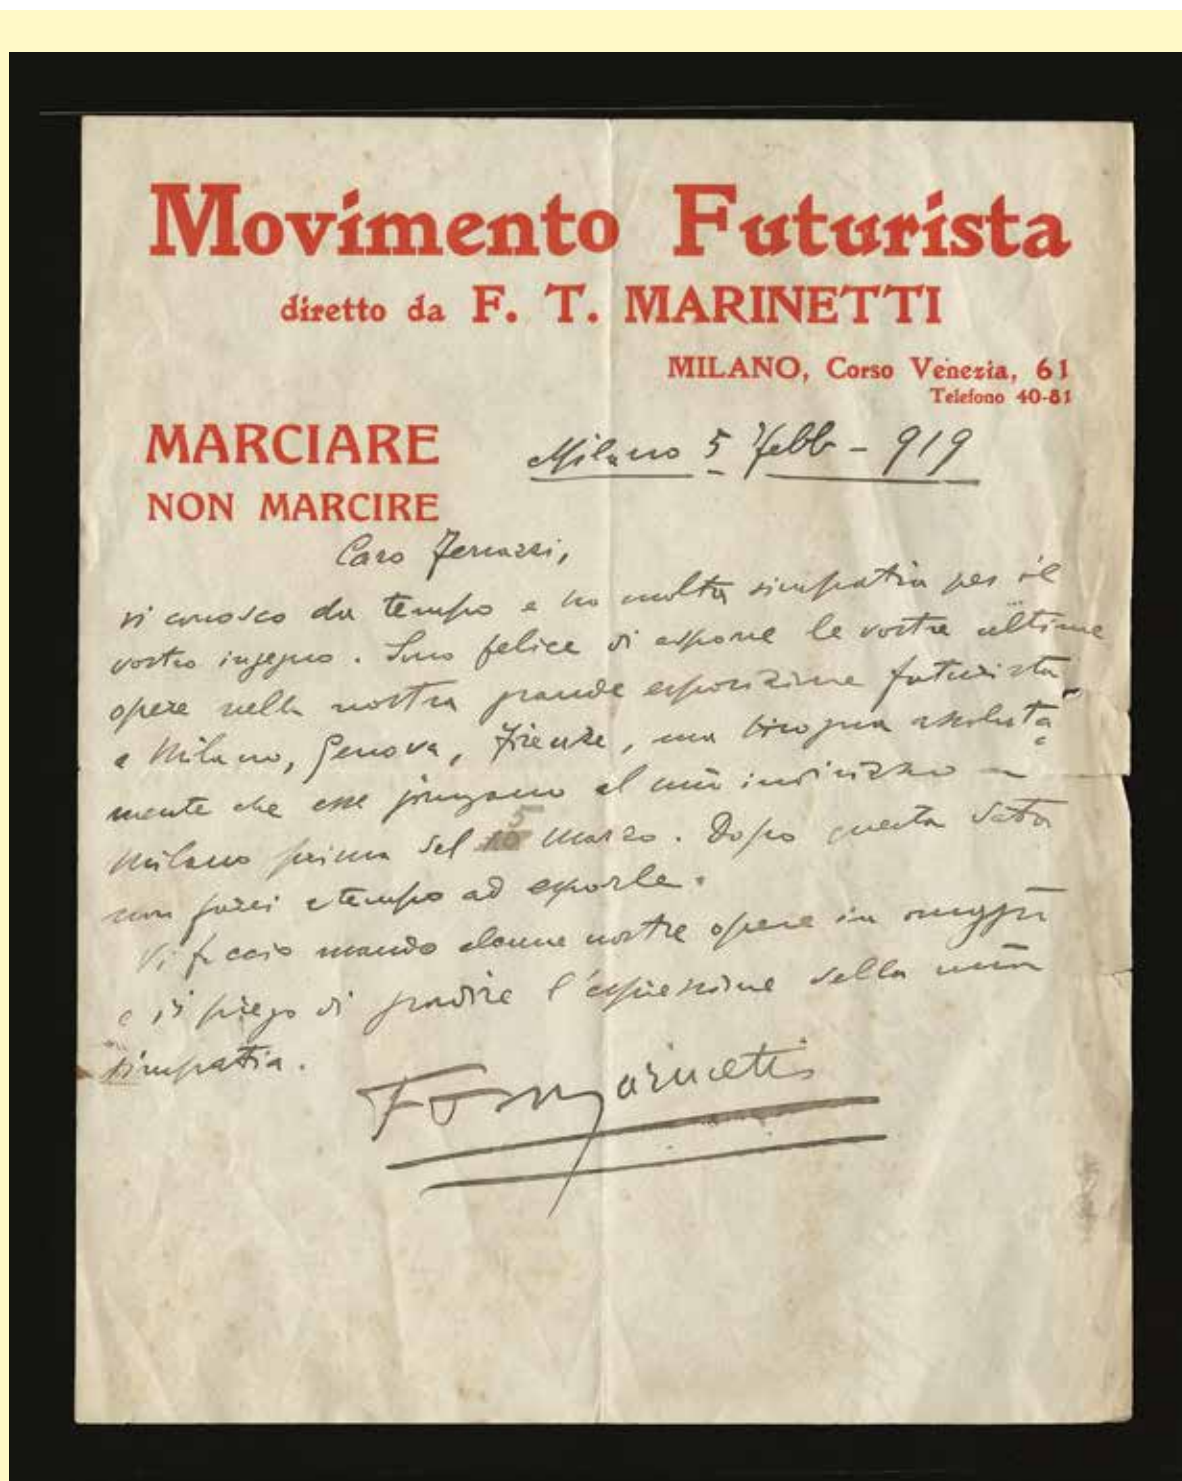 Movimento Futurista
diretto da F. T. MARINETTI
MILANO, Corso Venezia, 61
Telefono 40-81
MARCIARE
NON MARCIRE
Milano 5 febb - 919
Caro Ferrazzi,
vi conosco da tempo e ho molta simpatia per il
vostro ingegno. Sono felice di esporre le vostre ultime
opere nella nostra grande esposizione futurista
a Milano, Genova, Firenze, ma bisogna assoluta
mente che esse giungano al mio indirizzo
Milano prima del 5 Marzo. Dopo questa data
non farei a tempo ad esporle.
Vi faccio mando alcune nostre opere in omaggio
e vi prego di gradire l'espressione della mia
simpatia.
FTMarinetti